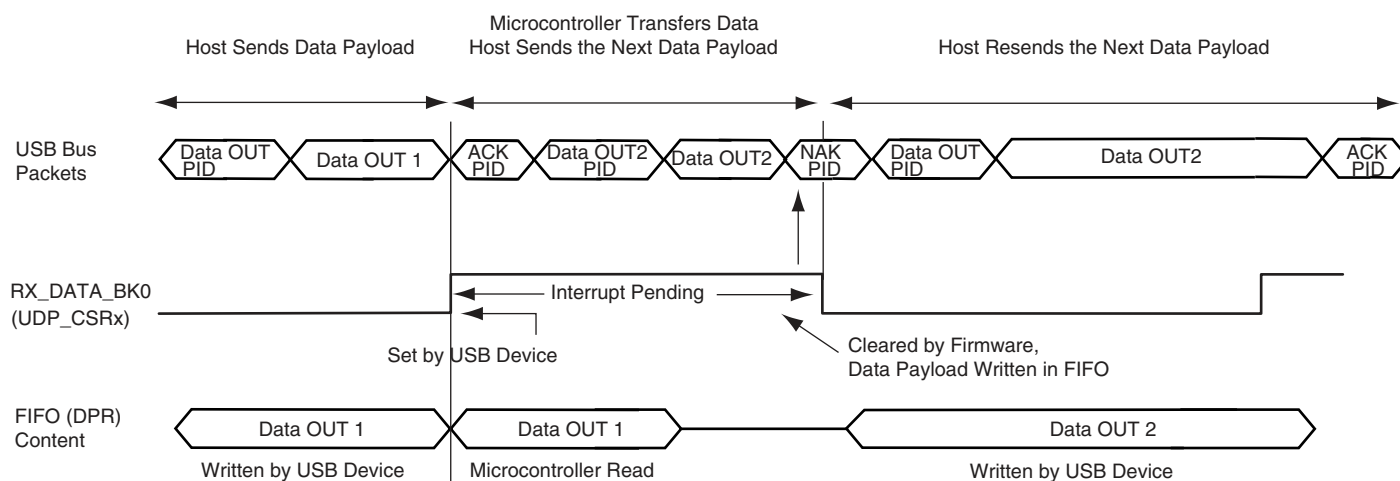 Host Sends Data Payload
Microcontroller Transfers Data
Host Sends the Next Data Payload
Host Resends the Next Data Payload
USB Bus
Packets
Data OUT
PID
Data OUT 1
ACK
PID
Data OUT2
PID
Data OUT2
NAK
PID
Data OUT
PID
Data OUT2
ACK
PID
RX_DATA_BK0
(UDP_CSRx)
Interrupt Pending
Set by USB Device
Cleared by Firmware,
Data Payload Written in FIFO
FIFO (DPR)
Content
Data OUT 1
Data OUT 1
Data OUT 2
Written by USB Device
Microcontroller Read
Written by USB Device